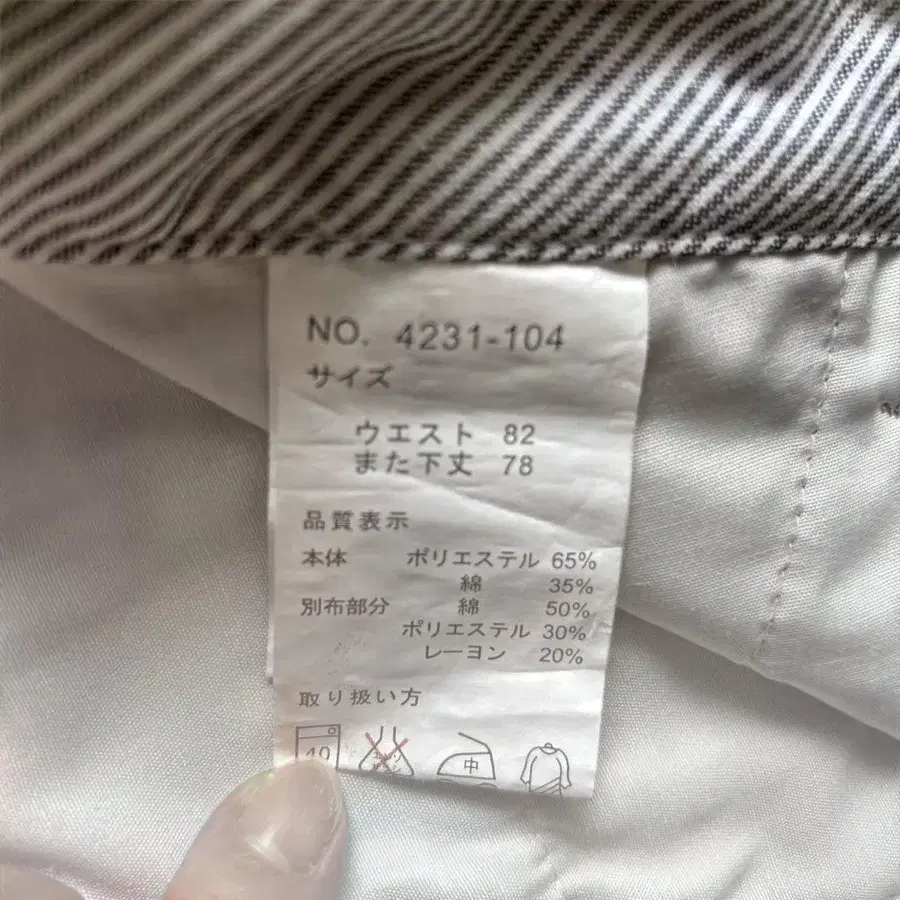 NO. 4231-104
サイズ
ウエスト 82
また下丈 78
品質表示
本体 ポリエステル 65%
綿 35%
別布部分 綿 50%
ポリエステル 30%
レーヨン 20%
取り扱い方
40
中